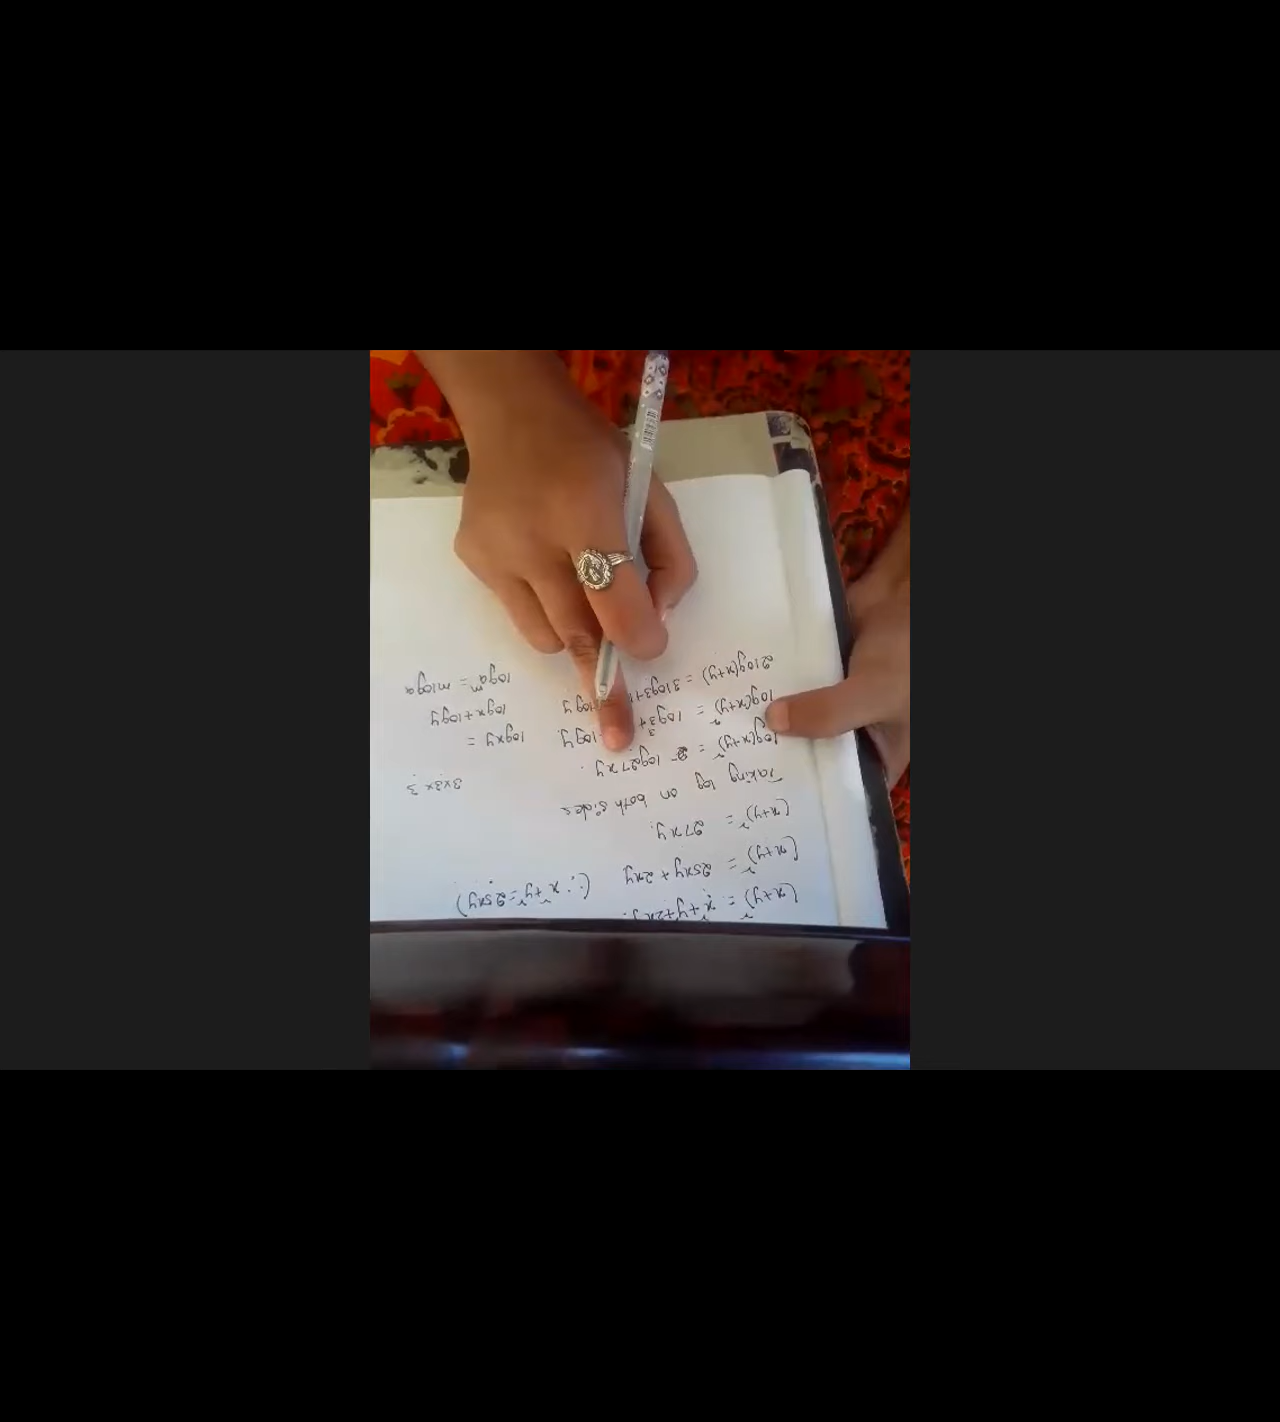 (x+y)² = x²+y²+2xy.
(x+y)² = 25xy + 2xy (∵ x²+y²=25xy)
(x+y)² = 27xy.
Taking log on both sides
3x3x3
log(x+y)² = log27xy.
logxy =
log(x+y)² = log3³+ logy
logx+logy
2log(x+y) = 3log3+ logy
logaᵐ = mloga